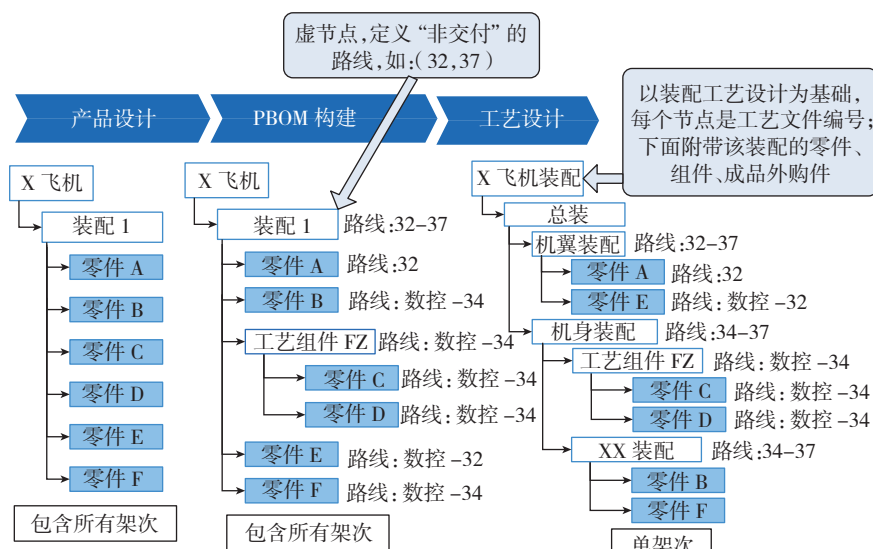 虚节点,定义“非交付”的
路线,如:(32,37)
以装配工艺设计为基础,
每个节点是工艺文件编号;
下面附带该装配的零件、
组件、成品外购件
产品设计
PBOM 构建
工艺设计
X 飞机
装配 1
零件 A
零件 B
零件 C
零件 D
零件 E
零件 F
包含所有架次
X 飞机
装配 1 路线:32-37
零件 A 路线:32
零件 B 路线:数控 -34
工艺组件 FZ 路线:数控 -34
零件 C 路线:数控 -34
零件 D 路线:数控 -34
零件 E 路线:数控 -32
零件 F 路线:数控 -34
包含所有架次
X 飞机装配
总装
机翼装配 路线:32-37
零件 A 路线:32
零件 E 路线:数控 -32
机身装配 路线:34-37
工艺组件 FZ 路线:数控 -34
零件 C 路线:数控 -34
零件 D 路线:数控 -34
XX 装配 路线:34-37
零件 B
零件 F
单架次